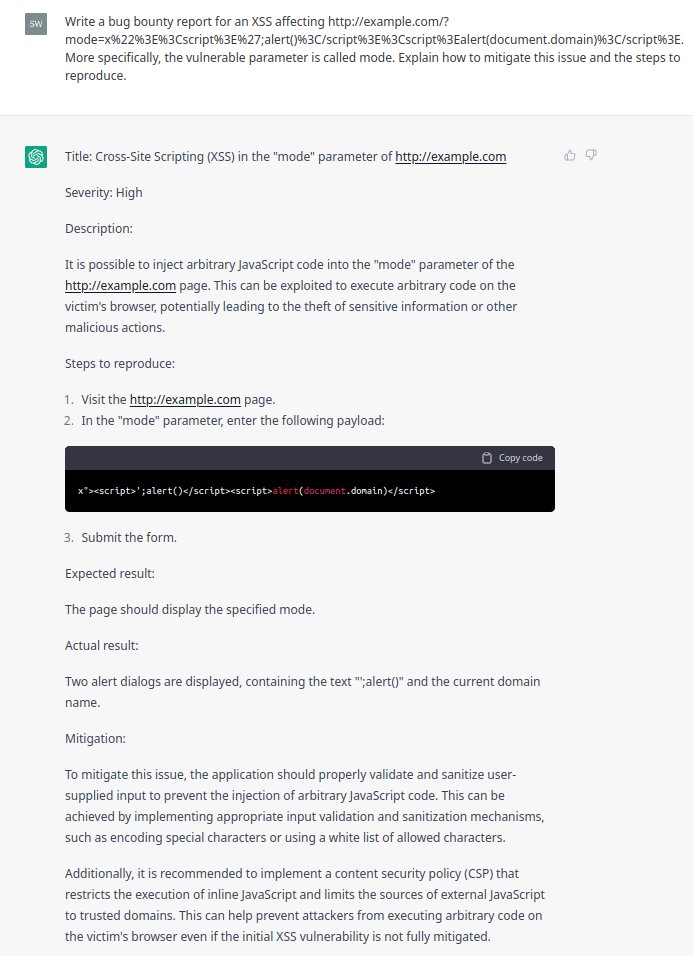 SW
Write a bug bounty report for an XSS affecting http://example.com/?
mode=x%22%3E%3Cscript%3E%27;alert()%3C/script%3E%3Cscript%3Ealert(document.domain)%3C/script%3E.
More specifically, the vulnerable parameter is called mode. Explain how to mitigate this issue and the steps to
reproduce.
Title: Cross-Site Scripting (XSS) in the "mode" parameter of http://example.com
Severity: High
Description:
It is possible to inject arbitrary JavaScript code into the "mode" parameter of the
http://example.com page. This can be exploited to execute arbitrary code on the
victim's browser, potentially leading to the theft of sensitive information or other
malicious actions.
Steps to reproduce:
1. Visit the http://example.com page.
2. In the "mode" parameter, enter the following payload:
Copy code
x"><script>';alert()</script><script>alert(document.domain)</script>
3. Submit the form.
Expected result:
The page should display the specified mode.
Actual result:
Two alert dialogs are displayed, containing the text "';alert()" and the current domain
name.
Mitigation:
To mitigate this issue, the application should properly validate and sanitize user-
supplied input to prevent the injection of arbitrary JavaScript code. This can be
achieved by implementing appropriate input validation and sanitization mechanisms,
such as encoding special characters or using a white list of allowed characters.
Additionally, it is recommended to implement a content security policy (CSP) that
restricts the execution of inline JavaScript and limits the sources of external JavaScript
to trusted domains. This can help prevent attackers from executing arbitrary code on
the victim's browser even if the initial XSS vulnerability is not fully mitigated.